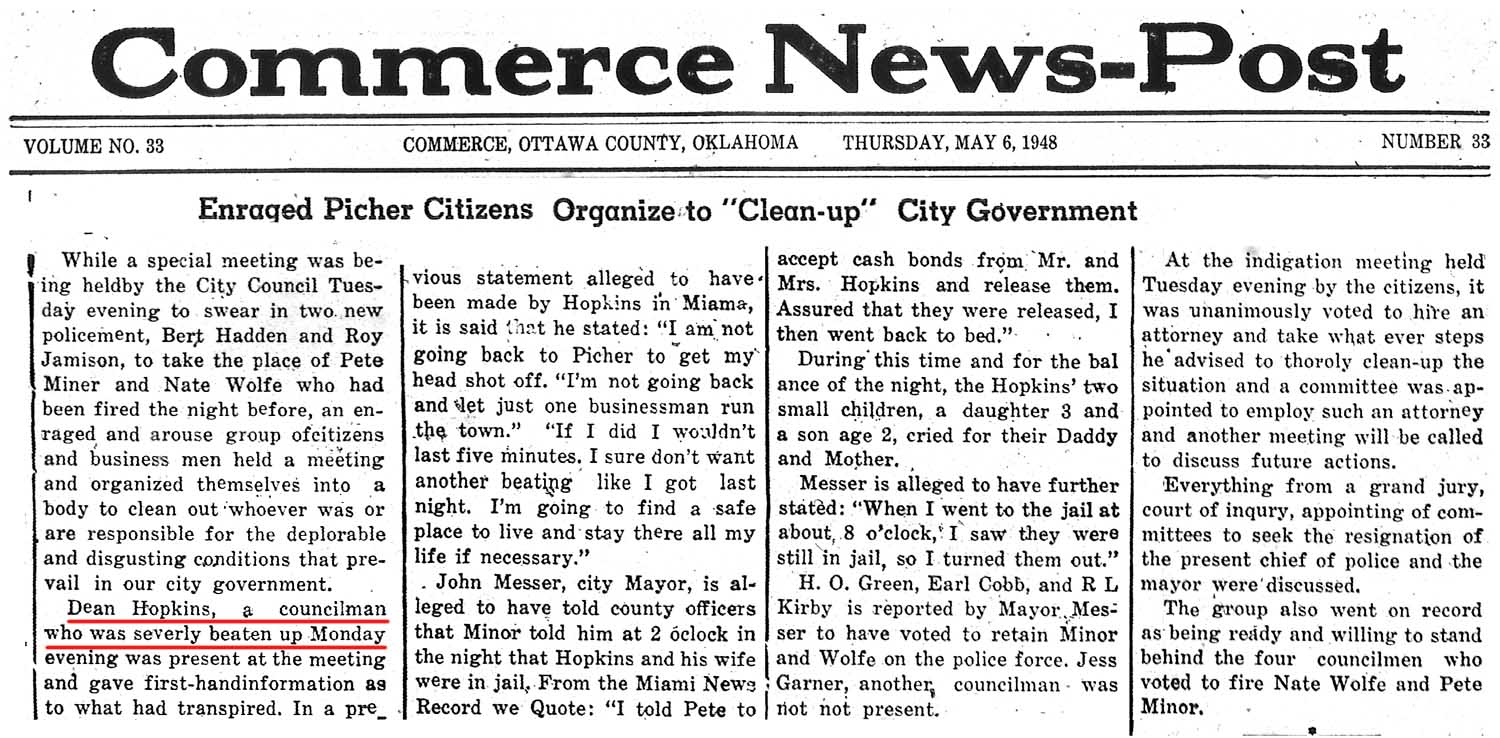 Commerce News-Post
VOLUME NO. 33 COMMERCE, OTTAWA COUNTY, OKLAHOMA THURSDAY, MAY 6, 1948 NUMBER 33
Enraged Picher Citizens Organize to "Clean-up" City Government
While a special meeting was be-
ing heldby the City Council Tues-
day evening to swear in two new
policement, Bert Hadden and Roy
Jamison, to take the place of Pete
Miner and Nate Wolfe who had
been fired the night before, an en-
raged and arouse group ofcitizens
and business men held a meeting
and organized themselves into a
body to clean out whoever was or
are responsible for the deplorable
and disgusting conditions that pre-
vail in our city government.
Dean Hopkins, a councilman
who was severly beaten up Monday
evening was present at the meeting
and gave first-handinformation as
to what had transpired. In a pre_
vious statement alleged to have
been made by Hopkins in Miama,
it is said that he stated: "I am not
going back to Picher to get my
head shot off. "I'm not going back
and let just one businessman run
the town." "If I did I wouldn't
last five minutes. I sure don't want
another beating like I got last
night. I'm going to find a safe
place to live and stay there all my
life if necessary."
John Messer, city Mayor, is al-
leged to have told county officers
that Minor told him at 2 óclock in
the night that Hopkins and his wife
were in jail. From the Miami News
Record we Quote: "I told Pete to
accept cash bonds from Mr. and
Mrs. Hopkins and release them.
Assured that they were released, I
then went back to bed."
During this time and for the bal
ance of the night, the Hopkins' two
small children, a daughter 3 and
a son age 2, cried for their Daddy
and Mother.
Messer is alleged to have further
stated: "When I went to the jail at
about 8 o'clock, I saw they were
still in jail, so I turned them out."
H. O. Green, Earl Cobb, and R L
Kirby is reported by Mayor Mes-
ser to have voted to retain Minor
and Wolfe on the police force. Jess
Garner, another, councilman was
not not present.
At the indigation meeting held
Tuesday evening by the citizens, it
was unanimously voted to hire an
attorney and take what ever steps
he advised to thoroly clean-up the
situation and a committee was ap-
pointed to employ such an attorney
and another meeting will be called
to discuss future actions.
Everything from a grand jury,
court of inqury, appointing of com-
mittees to seek the resignation of
the present chief of police and the
mayor were discussed.
The group also went on record
as being ready and willing to stand
behind the four councilmen who
voted to fire Nate Wolfe and Pete
Minor.